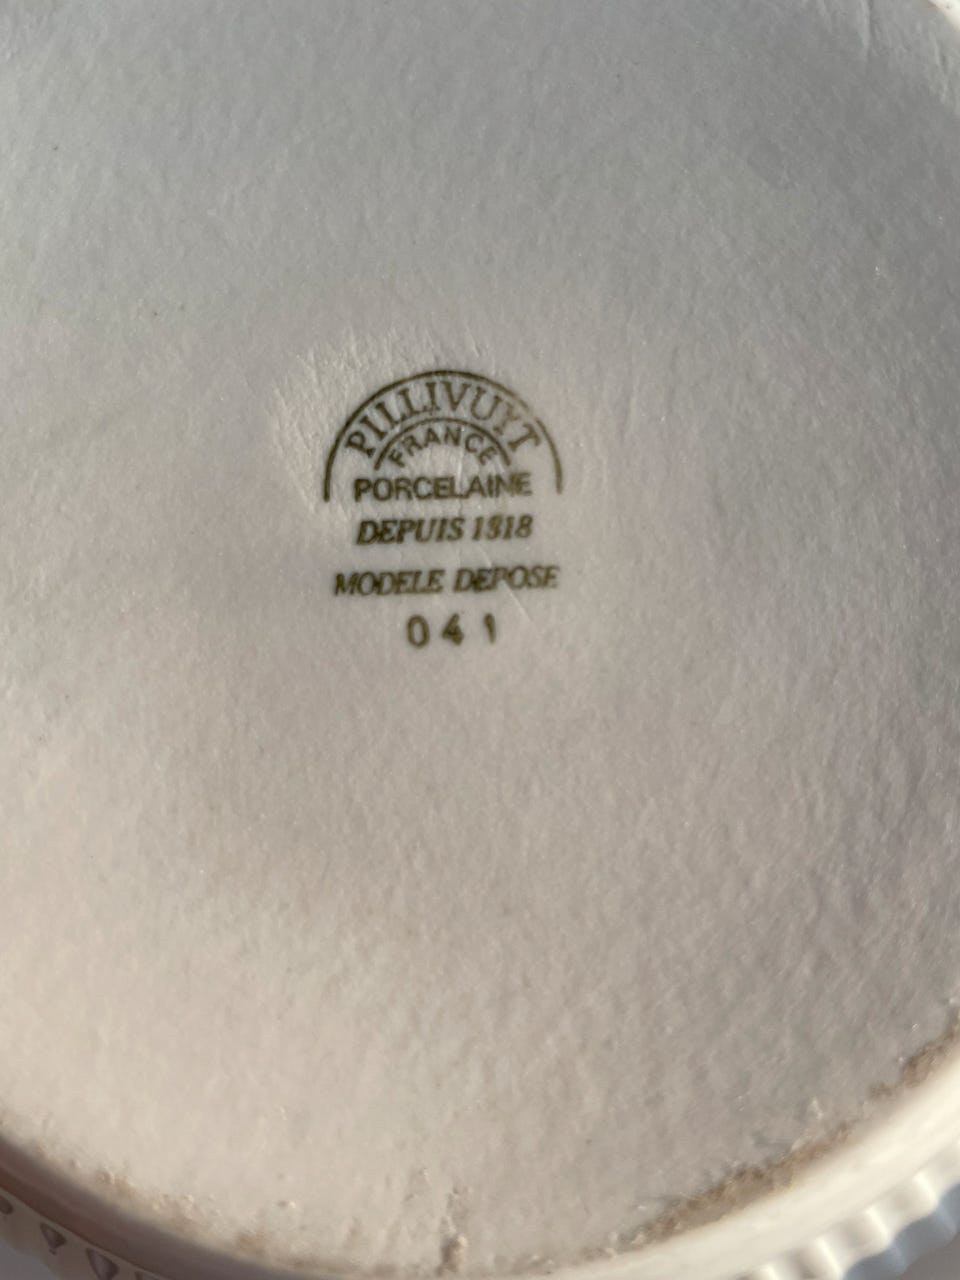 PILLIVUYT
FRANCE
PORCELAINE
DEPUIS 1818
MODELE DEPOSE
041